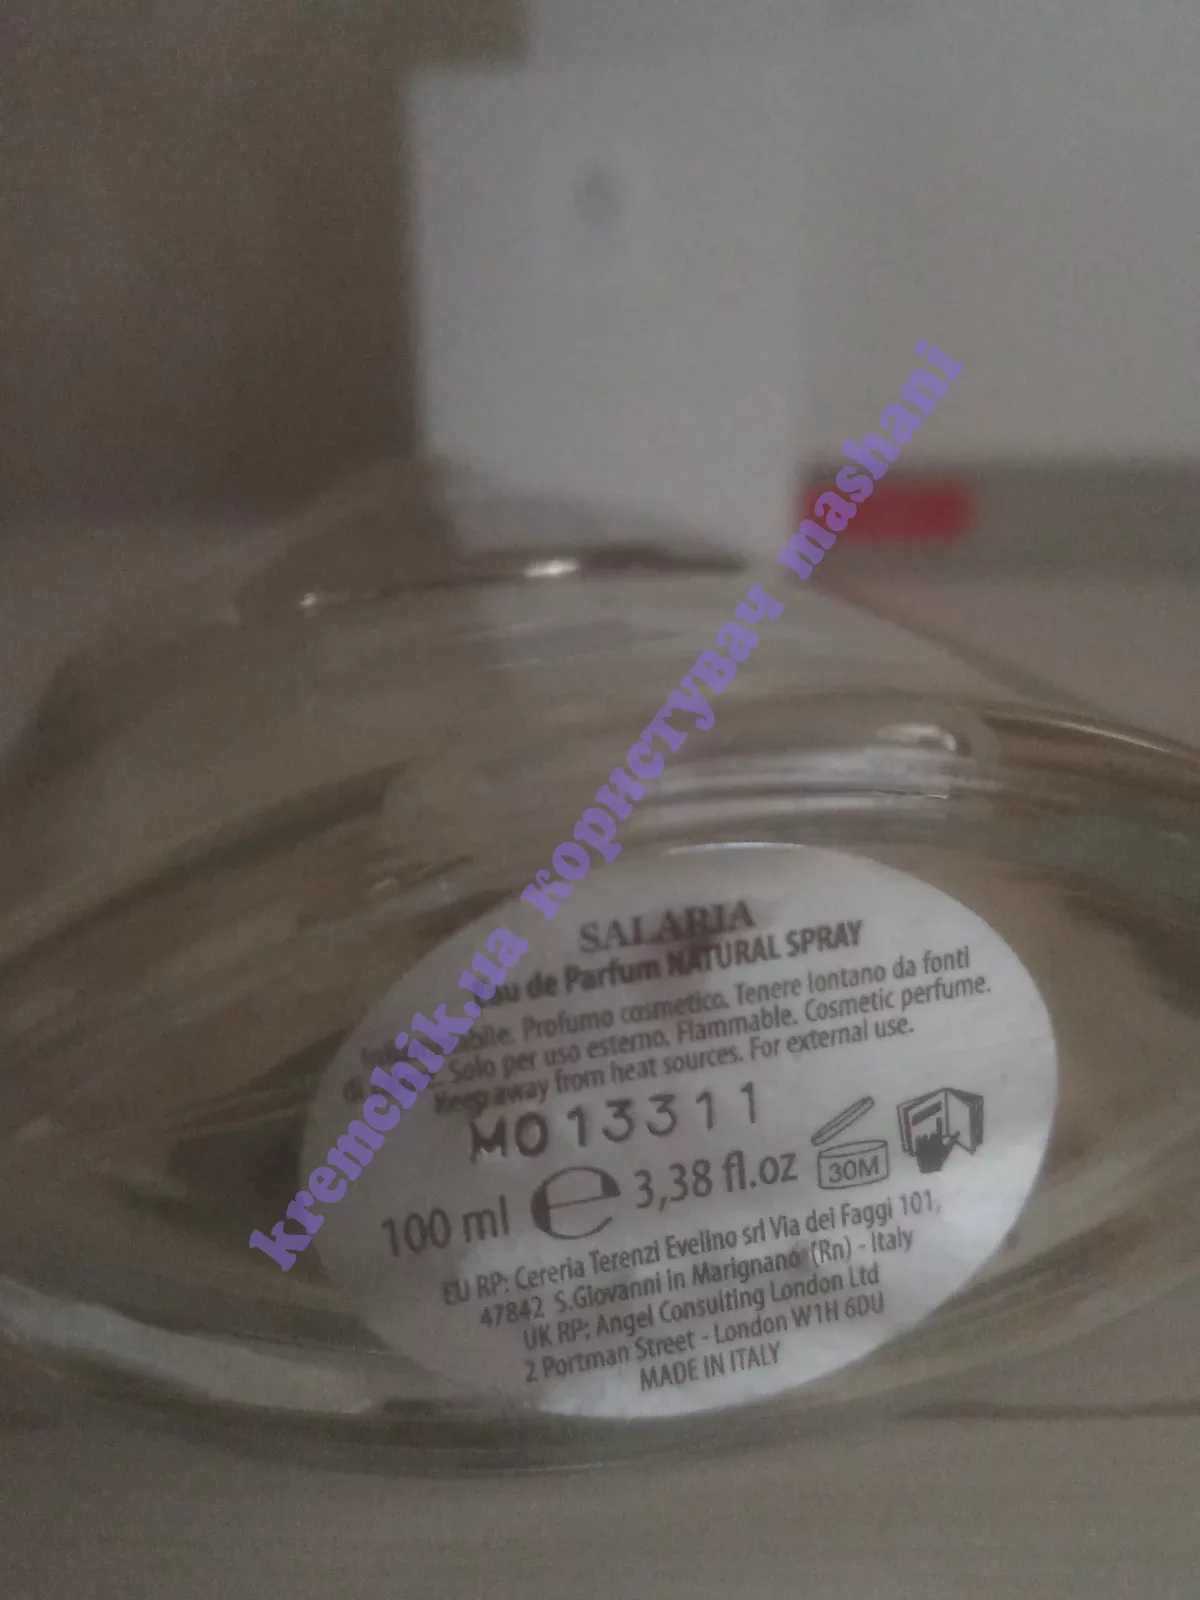 SALARIA
Eau de Parfum NATURAL SPRAY
Profumo cosmetico. Tenere lontano da fonti
di Solo per uso esterno. Flammable. Cosmetic perfume.
Keep away from heat sources. For external use.
M013311
100 ml e 3,38 fl.oz 30M
EU RP: Cereria Terenzi Evelino srl Via dei Faggi 101,
47842 S.Giovanni in Marignano (Rn) - Italy
UK RP: Angel Consulting London Ltd
2 Portman Street - London W1H 6DU
MADE IN ITALY
kremchik.ua користувач mashani